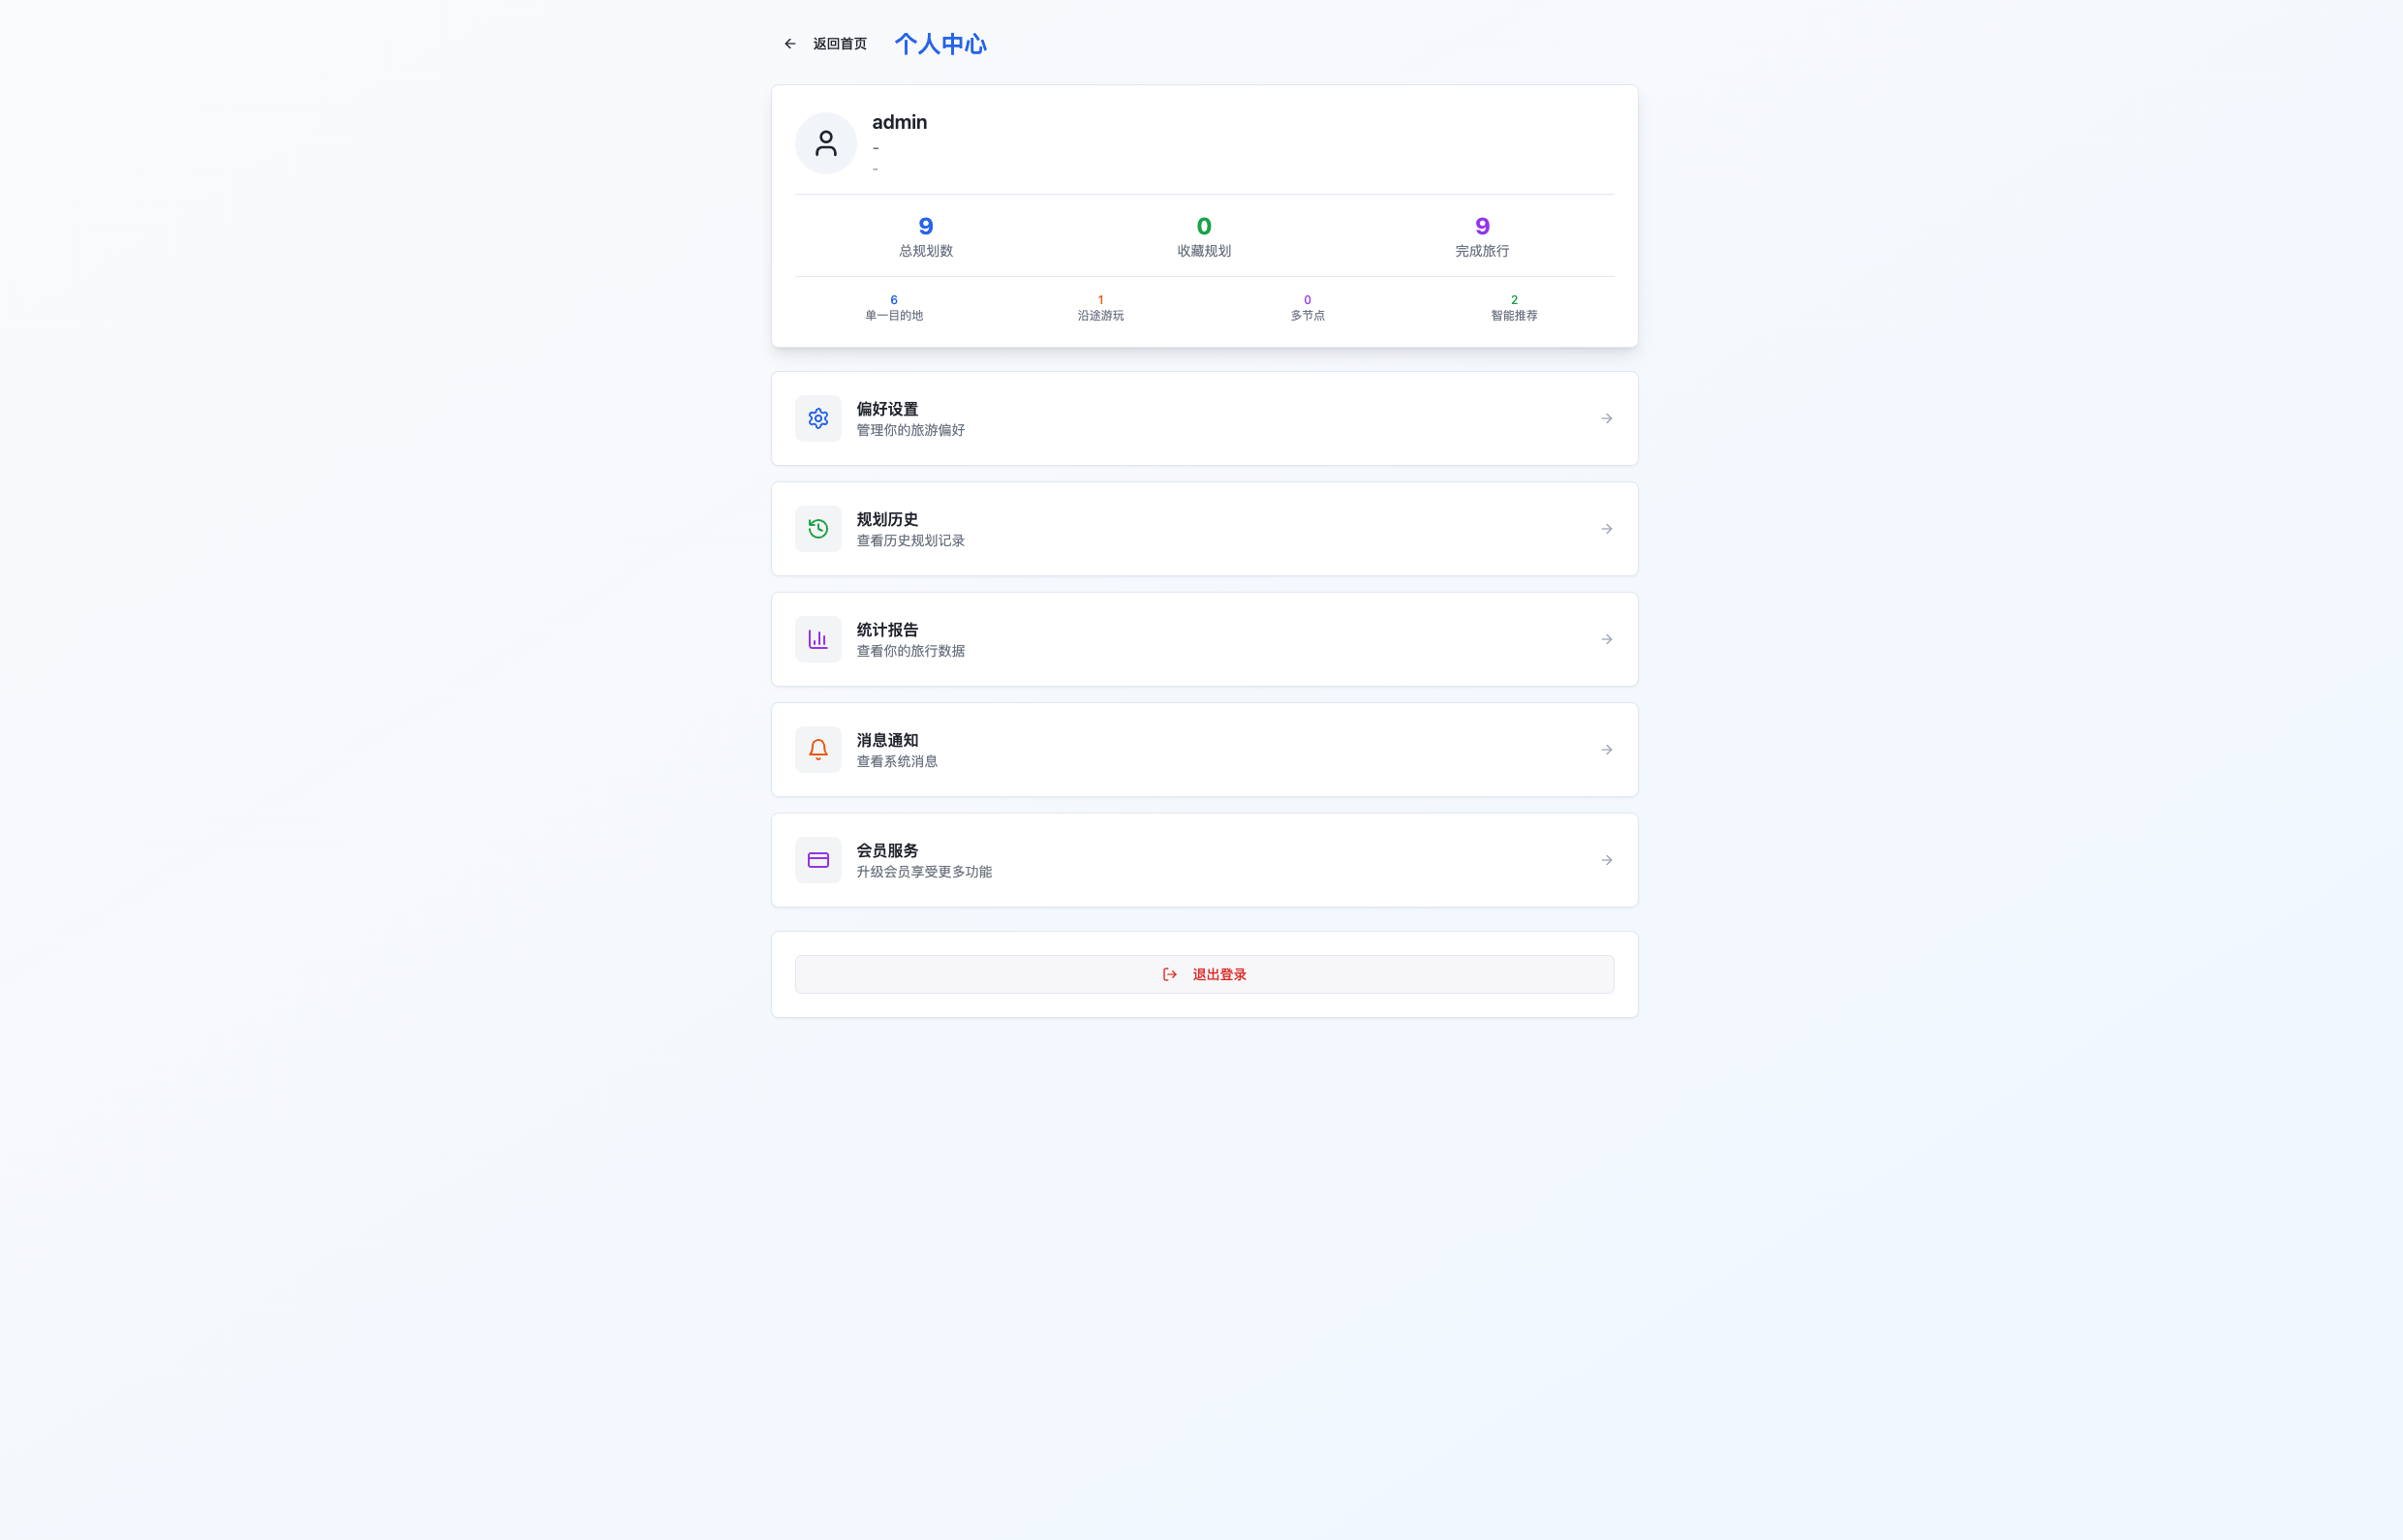 返回首页
个人中心
admin
-
-
9
总规划数
0
收藏规划
9
完成旅行
6
单一目的地
1
沿途游玩
0
多节点
2
智能推荐
偏好设置
管理你的旅游偏好
规划历史
查看历史规划记录
统计报告
查看你的旅行数据
消息通知
查看系统消息
会员服务
升级会员享受更多功能
退出登录